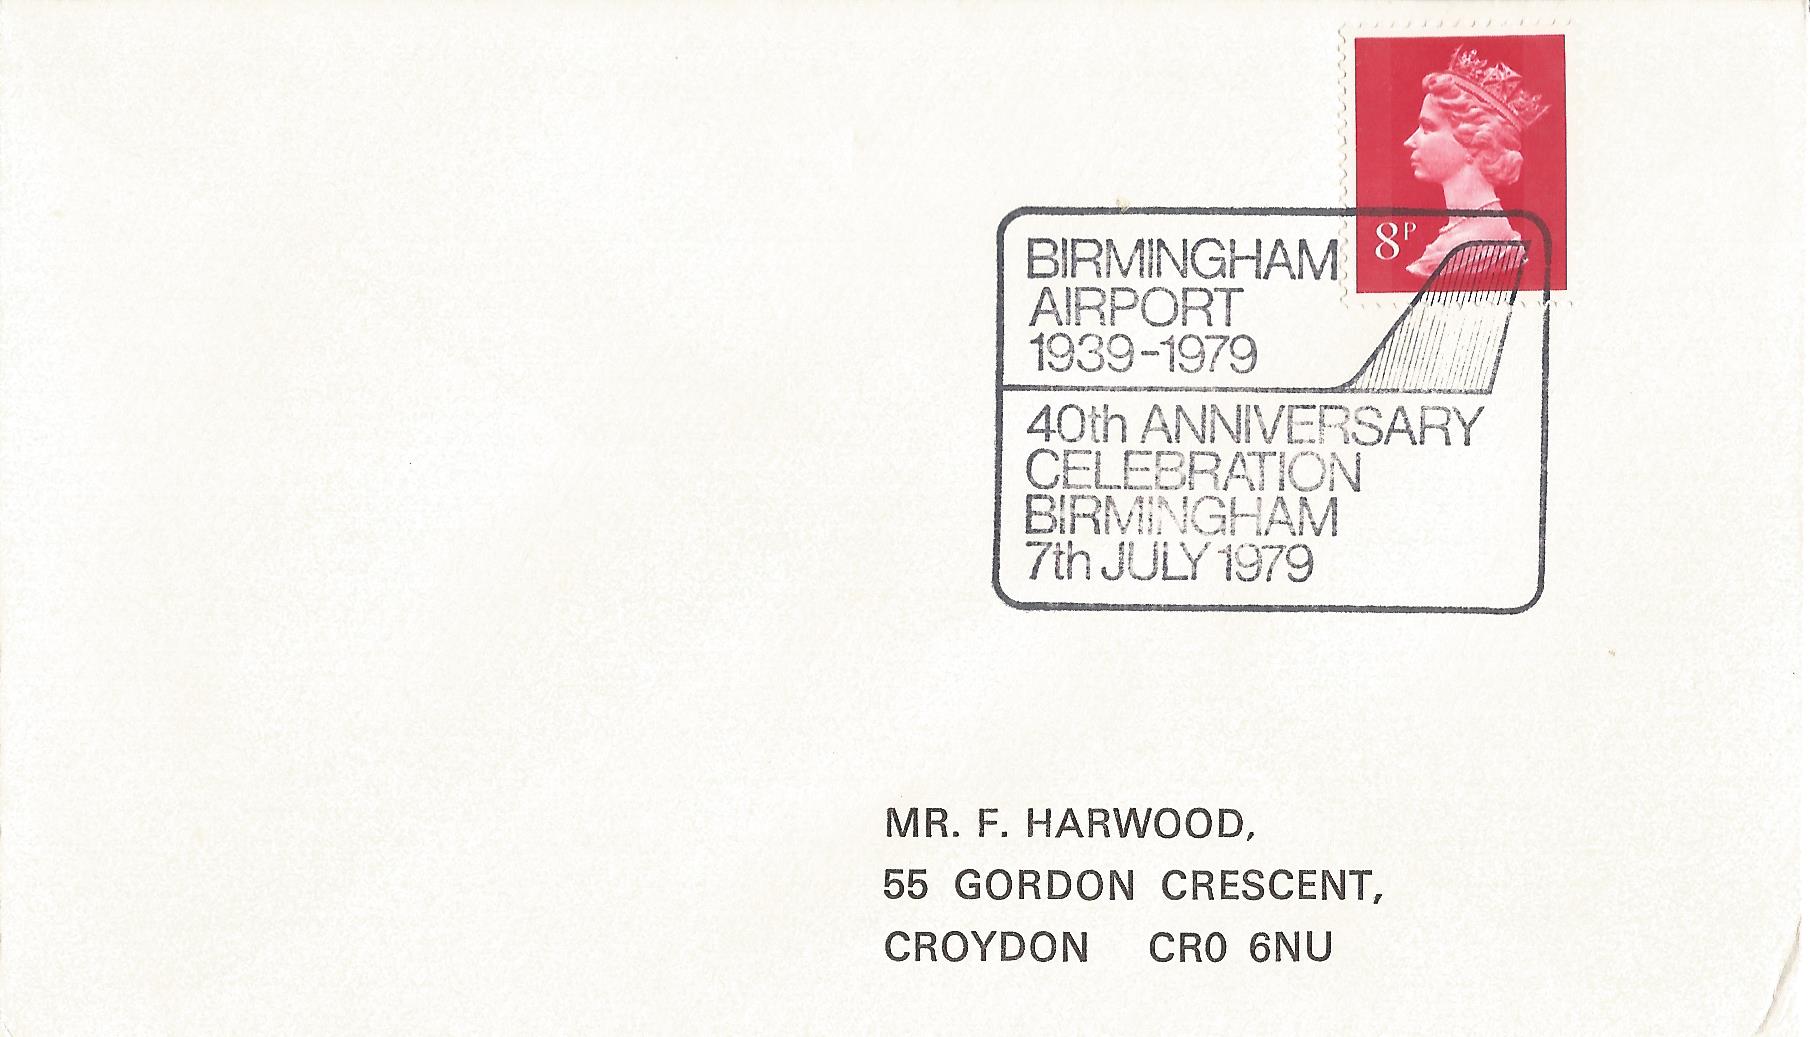 8P
BIRMINGHAM
AIRPORT
1939-1979
40th ANNIVERSARY
CELEBRATION
BIRMINGHAM
7th JULY 1979
MR. F. HARWOOD,
55 GORDON CRESCENT,
CROYDON CR0 6NU